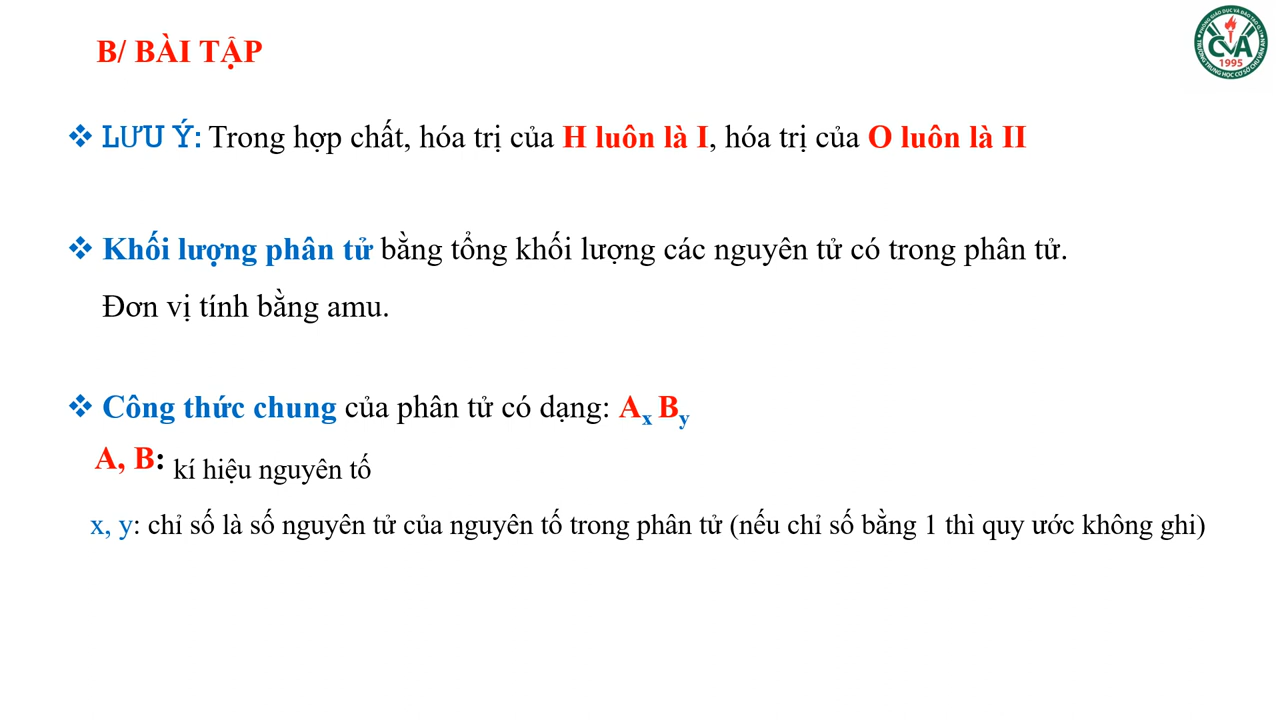 B/ BÀI TẬP
CVA
1995
❖ LƯU Ý: Trong hợp chất, hóa trị của H luôn là I, hóa trị của O luôn là II
❖ Khối lượng phân tử bằng tổng khối lượng các nguyên tử có trong phân tử.
Đơn vị tính bằng amu.
❖ Công thức chung của phân tử có dạng: Ax By
A, B: kí hiệu nguyên tố
x, y: chỉ số là số nguyên tử của nguyên tố trong phân tử (nếu chỉ số bằng 1 thì quy ước không ghi)